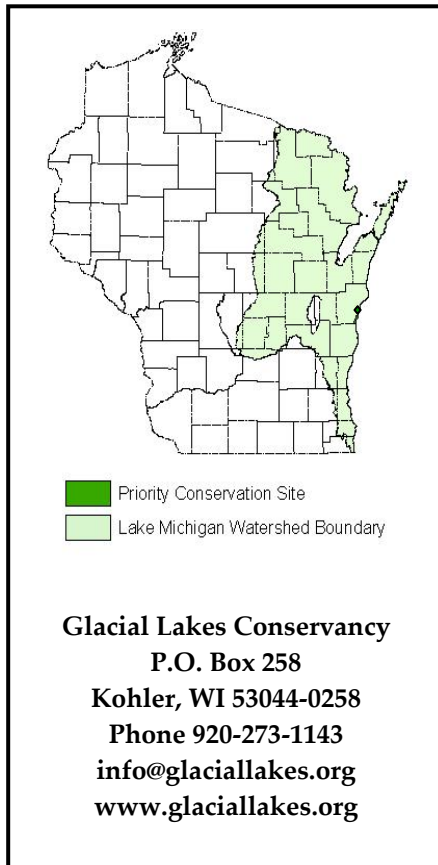 Priority Conservation Site
Lake Michigan Watershed Boundary
Glacial Lakes Conservancy
P.O. Box 258
Kohler, WI 53044-0258
Phone 920-273-1143
info@glaciallakes.org
www.glaciallakes.org